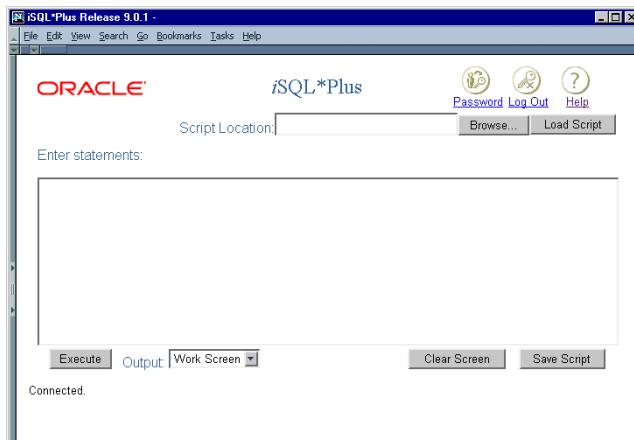 iSQL*Plus Release 9.0.1 -
File Edit View Search Go Bookmarks Tasks Help
ORACLE®
iSQL*Plus
Password Log Out Help
Script Location: Browse... Load Script
Enter statements:
Execute Output: Work Screen Clear Screen Save Script
Connected.